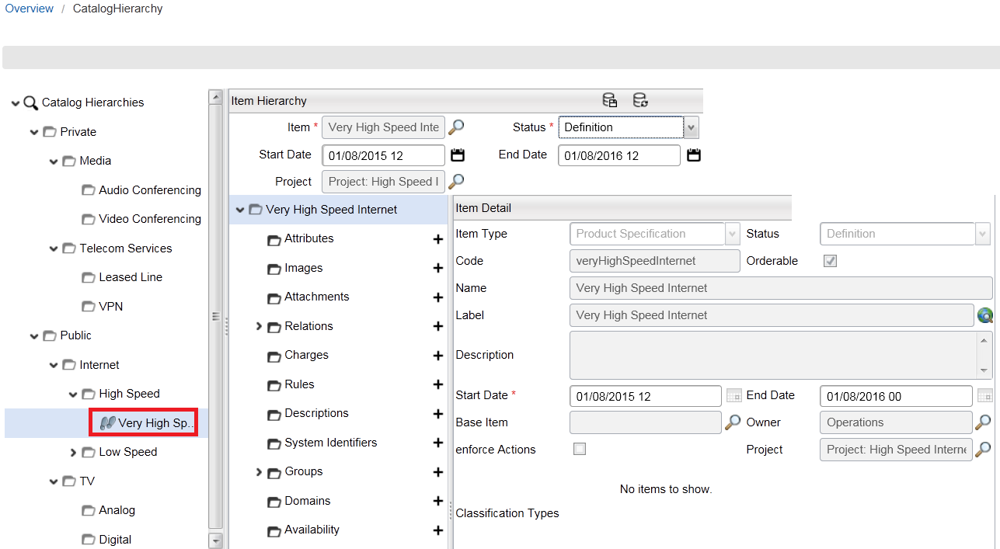 Overview / CatalogHierarchy
Catalog Hierarchies
Private
Media
Audio Conferencing
Video Conferencing
Telecom Services
Leased Line
VPN
Public
Internet
High Speed
Very High Sp..
Low Speed
TV
Analog
Digital
Item Hierarchy
Item * Very High Speed Inte Status * Definition
Start Date 01/08/2015 12 End Date 01/08/2016 12
Project Project: High Speed I
Very High Speed Internet
Attributes +
Images +
Attachments +
Relations +
Charges +
Rules +
Descriptions +
System Identifiers +
Groups +
Domains +
Availability +
Item Detail
Item Type Product Specification Status Definition
Code veryHighSpeedInternet Orderable
Name Very High Speed Internet
Label Very High Speed Internet
Description
Start Date * 01/08/2015 12 End Date 01/08/2016 00
Base Item Owner Operations
enforce Actions Project Project: High Speed Interne
No items to show.
Classification Types